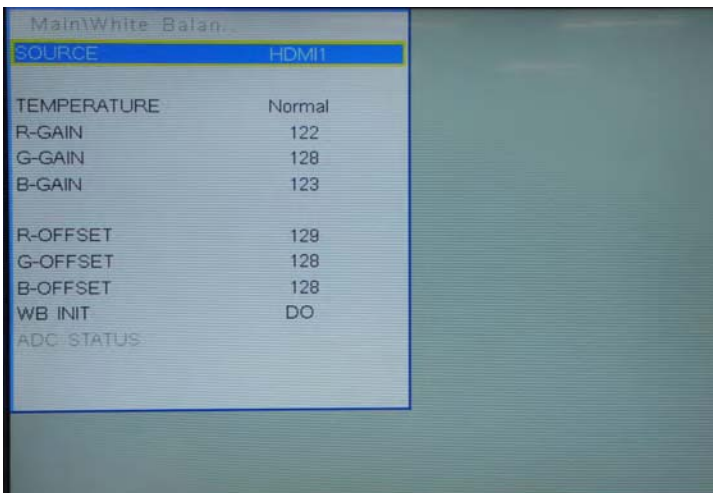 Main\White Balan..
SOURCE HDMI1
TEMPERATURE Normal
R-GAIN 122
G-GAIN 128
B-GAIN 123
R-OFFSET 129
G-OFFSET 128
B-OFFSET 128
WB INIT DO
ADC STATUS